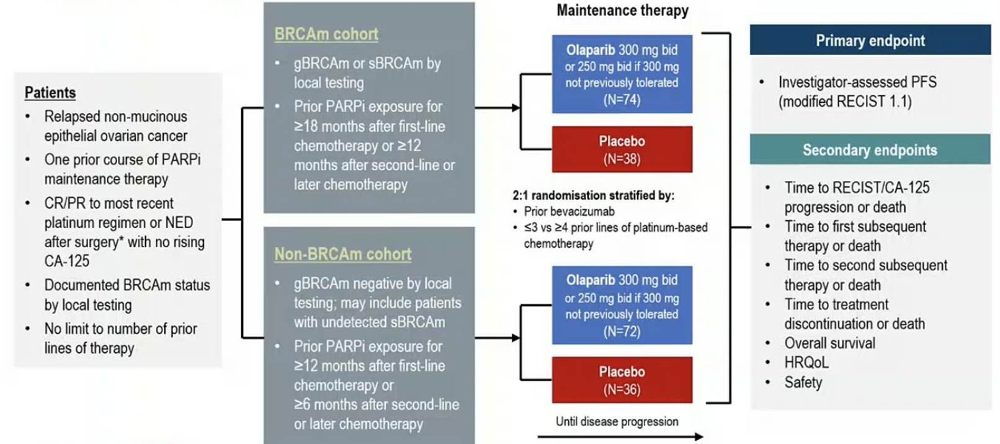 Patients
• Relapsed non-mucinous
epithelial ovarian cancer
• One prior course of PARPi
maintenance therapy
• CR/PR to most recent
platinum regimen or NED
after surgery* with no rising
CA-125
• Documented BRCAm status
by local testing
• No limit to number of prior
lines of therapy
BRCAm cohort
• gBRCAm or sBRCAm by
local testing
• Prior PARPi exposure for
≥18 months after first-line
chemotherapy or ≥12
months after second-line or
later chemotherapy
Non-BRCAm cohort
• gBRCAm negative by local
testing; may include patients
with undetected sBRCAm
• Prior PARPi exposure for
≥12 months after first-line
chemotherapy or
≥6 months after second-line
or later chemotherapy
Maintenance therapy
Olaparib 300 mg bid
or 250 mg bid if 300 mg
not previously tolerated
(N=74)
Placebo
(N=38)
2:1 randomisation stratified by:
• Prior bevacizumab
• ≤3 vs ≥4 prior lines of platinum-based
chemotherapy
Olaparib 300 mg bid
or 250 mg bid if 300 mg
not previously tolerated
(N=72)
Placebo
(N=36)
Until disease progression
Primary endpoint
• Investigator-assessed PFS
(modified RECIST 1.1)
Secondary endpoints
• Time to RECIST/CA-125
progression or death
• Time to first subsequent
therapy or death
• Time to second subsequent
therapy or death
• Time to treatment
discontinuation or death
• Overall survival
• HRQoL
• Safety